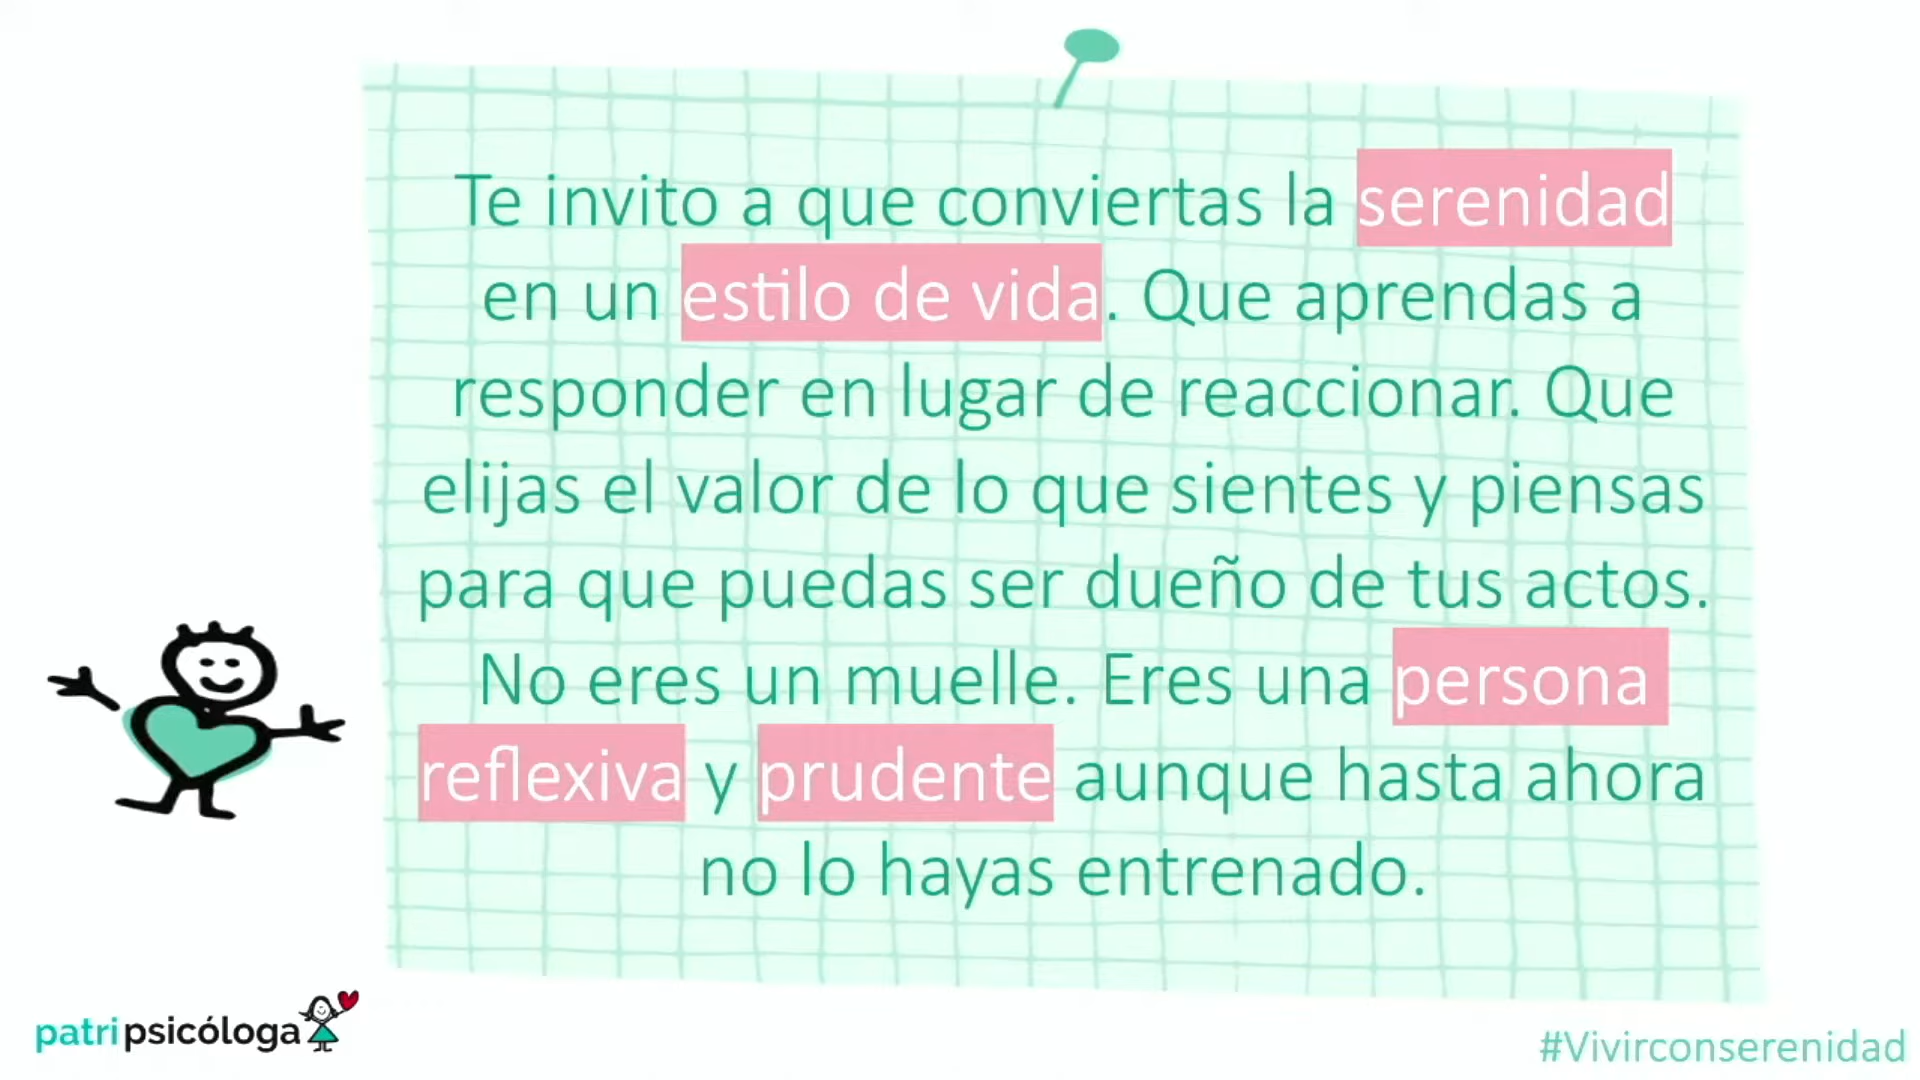 Te invito a que conviertas la serenidad
en un estilo de vida. Que aprendas a
responder en lugar de reaccionar. Que
elijas el valor de lo que sientes y piensas
para que puedas ser dueño de tus actos.
No eres un muelle. Eres una persona
reflexiva y prudente aunque hasta ahora
no lo hayas entrenado.
patripsicóloga
#Vivirconserenidad